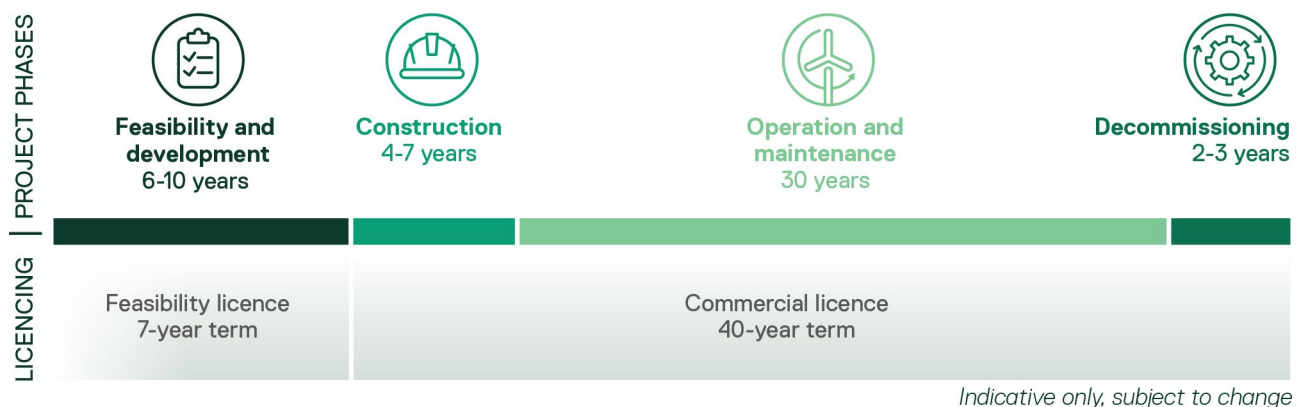 PROJECT PHASES
Feasibility and
development
6-10 years
Construction
4-7 years
Operation and
maintenance
30 years
Decommissioning
2-3 years
LICENCING
Feasibility licence
7-year term
Commercial licence
40-year term
Indicative only, subject to change